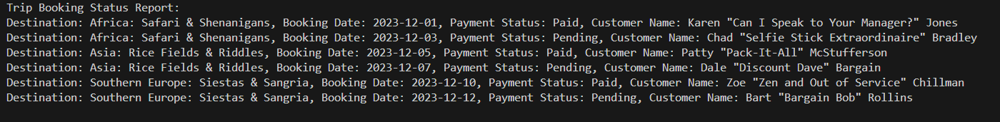 Trip Booking Status Report:
Destination: Africa: Safari & Shenanigans, Booking Date: 2023-12-01, Payment Status: Paid, Customer Name: Karen "Can I Speak to Your Manager?" Jones
Destination: Africa: Safari & Shenanigans, Booking Date: 2023-12-03, Payment Status: Pending, Customer Name: Chad "Selfie Stick Extraordinaire" Bradley
Destination: Asia: Rice Fields & Riddles, Booking Date: 2023-12-05, Payment Status: Paid, Customer Name: Patty "Pack-It-All" McStufferson
Destination: Asia: Rice Fields & Riddles, Booking Date: 2023-12-07, Payment Status: Pending, Customer Name: Dale "Discount Dave" Bargain
Destination: Southern Europe: Siestas & Sangria, Booking Date: 2023-12-10, Payment Status: Paid, Customer Name: Zoe "Zen and Out of Service" Chillman
Destination: Southern Europe: Siestas & Sangria, Booking Date: 2023-12-12, Payment Status: Pending, Customer Name: Bart "Bargain Bob" Rollins